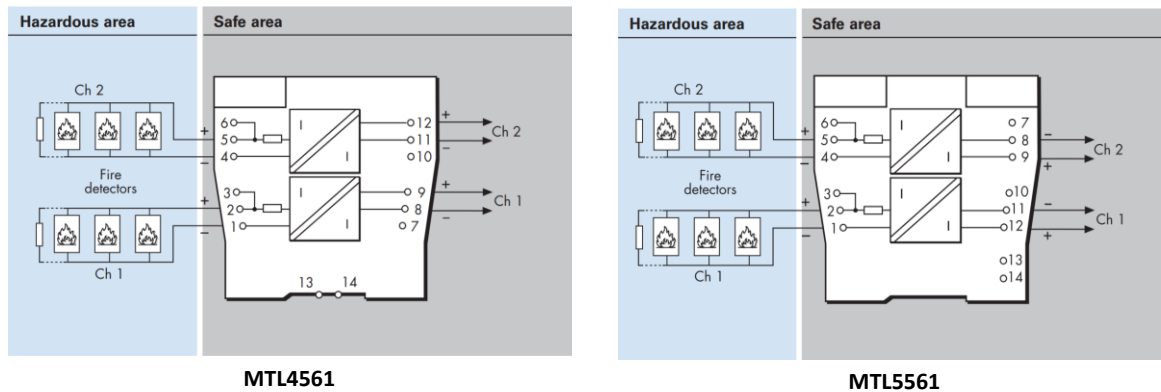 Hazardous area
Safe area
Ch 2
+
6
5
4
−
I
I
12
11
10
+
−
Ch 2
Fire
detectors
+
3
2
1
−
I
I
9
8
7
+
−
Ch 1
Ch 1
13
14
MTL4561
Hazardous area
Safe area
Ch 2
+
6
5
4
−
I
I
7
8
9
−
+
Ch 2
Fire
detectors
+
3
2
1
−
I
I
10
11
12
−
+
Ch 1
Ch 1
13
14
MTL5561